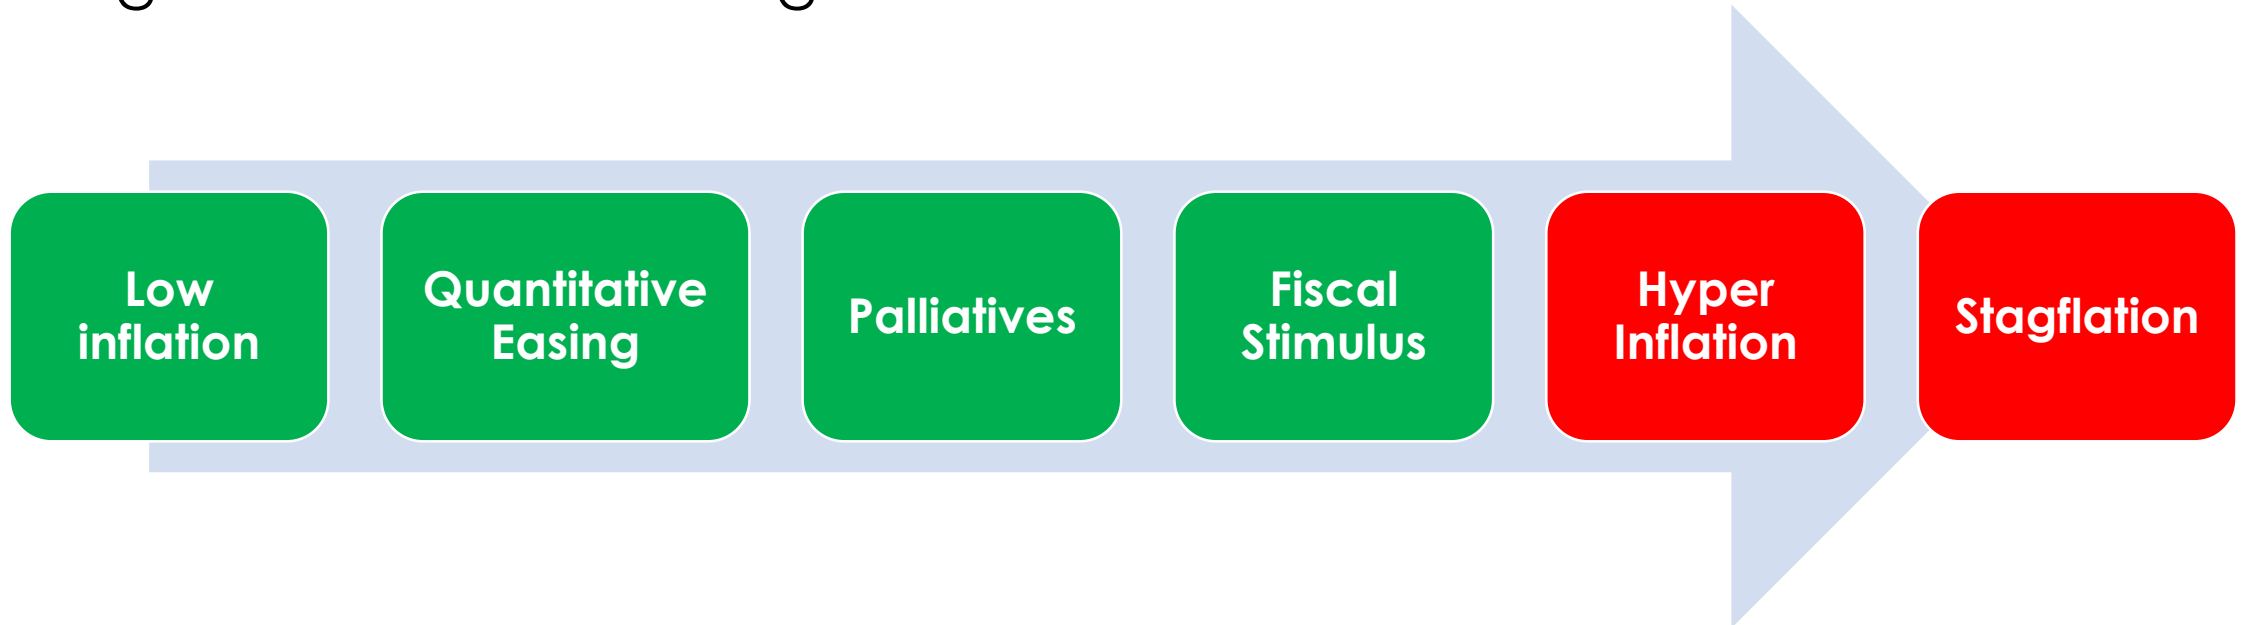 Low
inflation
Quantitative
Easing
Palliatives
Fiscal
Stimulus
Hyper
Inflation
Stagflation